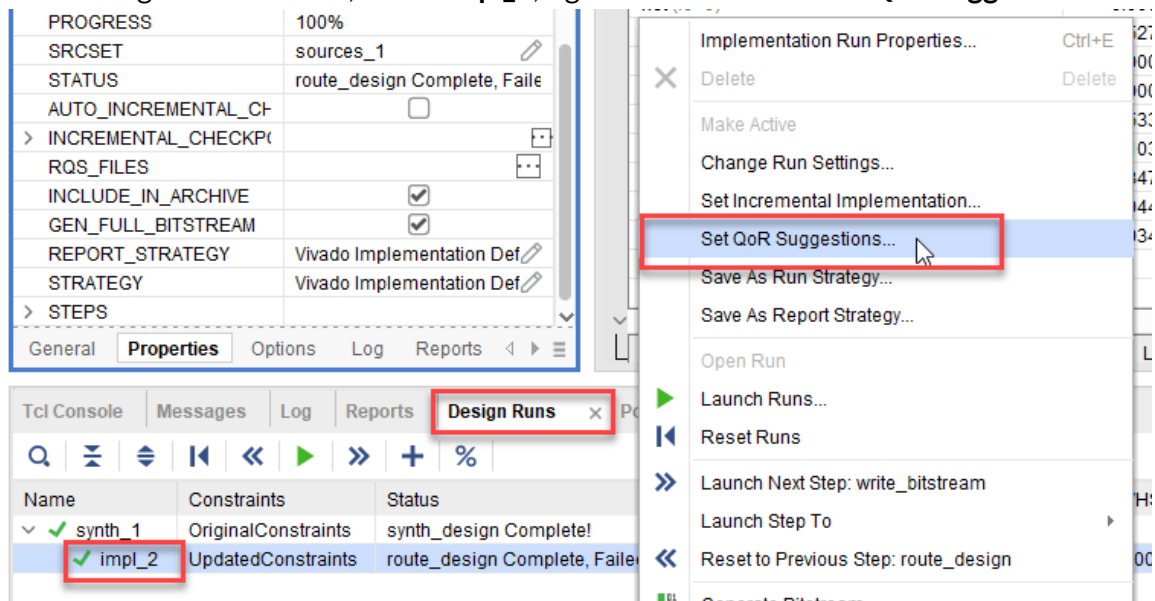 PROGRESS 100%
SRCSET sources_1
STATUS route_design Complete, Faile
AUTO_INCREMENTAL_CH
INCREMENTAL_CHECKP(
RQS_FILES
INCLUDE_IN_ARCHIVE
GEN_FULL_BITSTREAM
REPORT_STRATEGY Vivado Implementation Def
STRATEGY Vivado Implementation Def
STEPS
General Properties Options Log Reports
Implementation Run Properties... Ctrl+E
Delete Delete
Make Active
Change Run Settings...
Set Incremental Implementation...
Set QoR Suggestions...
Save As Run Strategy...
Save As Report Strategy...
Open Run
Launch Runs...
Reset Runs
Launch Next Step: write_bitstream
Launch Step To
Reset to Previous Step: route_design
Tcl Console Messages Log Reports Design Runs
%
Name Constraints Status
synth_1 OriginalConstraints synth_design Complete!
impl_2 UpdatedConstraints route_design Complete, Faile